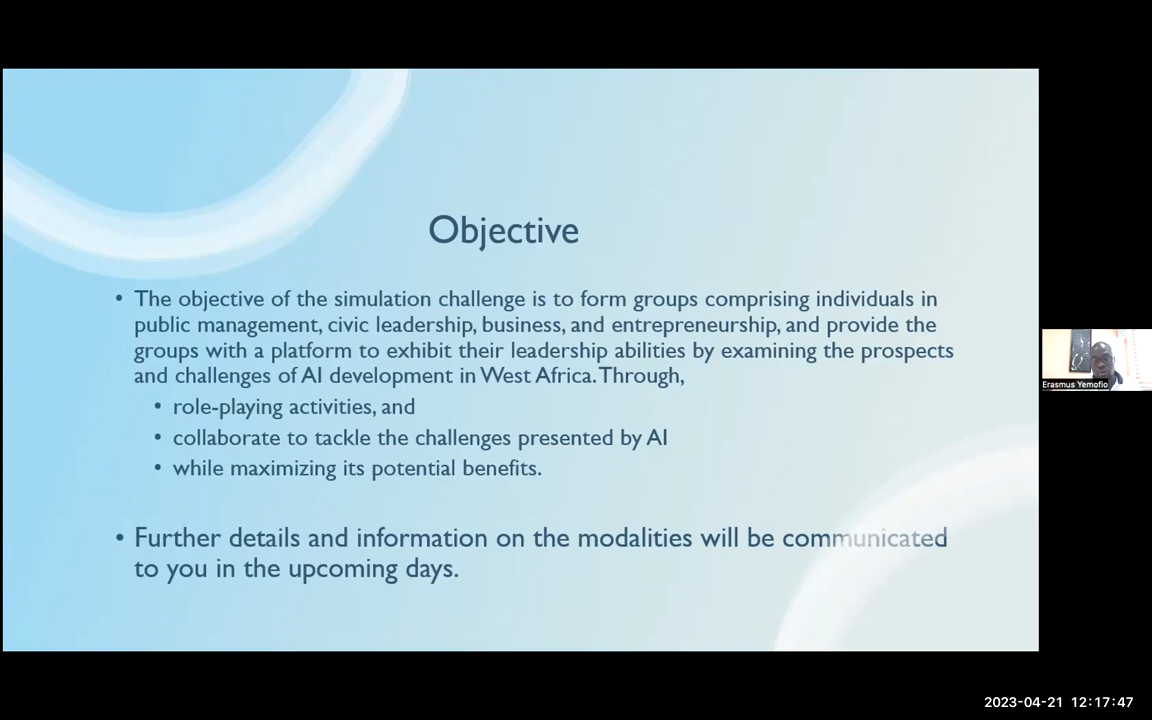 Objective
• The objective of the simulation challenge is to form groups comprising individuals in
public management, civic leadership, business, and entrepreneurship, and provide the
groups with a platform to exhibit their leadership abilities by examining the prospects
and challenges of AI development in West Africa. Through,
• role-playing activities, and
• collaborate to tackle the challenges presented by AI
• while maximizing its potential benefits.
• Further details and information on the modalities will be communicated
to you in the upcoming days.
Erasmus Yemofio
2023-04-21 12:17:47